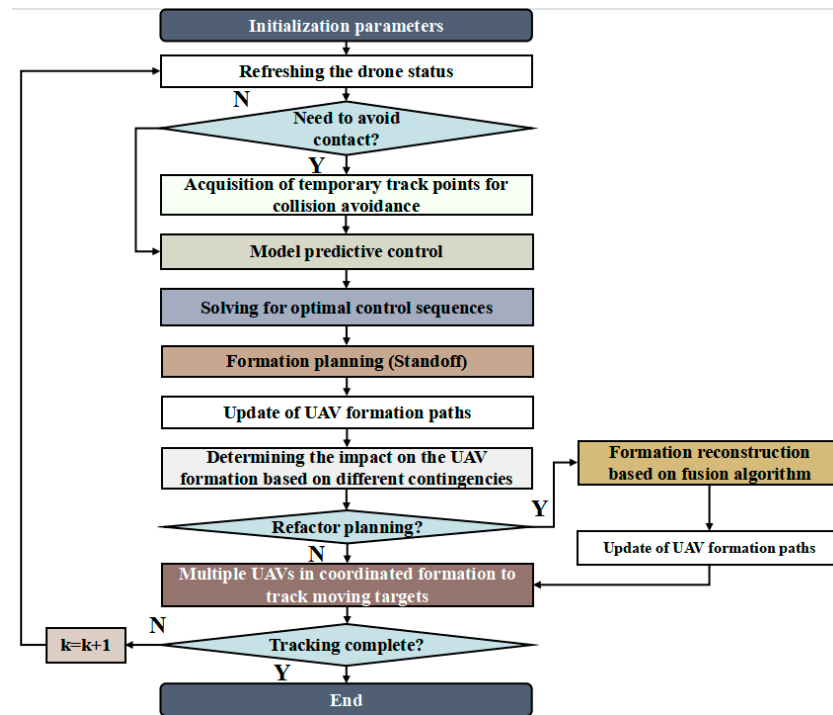 Initialization parameters
Refreshing the drone status
N
Need to avoid
contact?
Y
Acquisition of temporary track points for
collision avoidance
Model predictive control
Solving for optimal control sequences
Formation planning (Standoff)
Update of UAV formation paths
Determining the impact on the UAV
formation based on different contingencies
Formation reconstruction
based on fusion algorithm
Y
Refactor planning?
N
Update of UAV formation paths
Multiple UAVs in coordinated formation to
track moving targets
N
k=k+1
Tracking complete?
Y
End